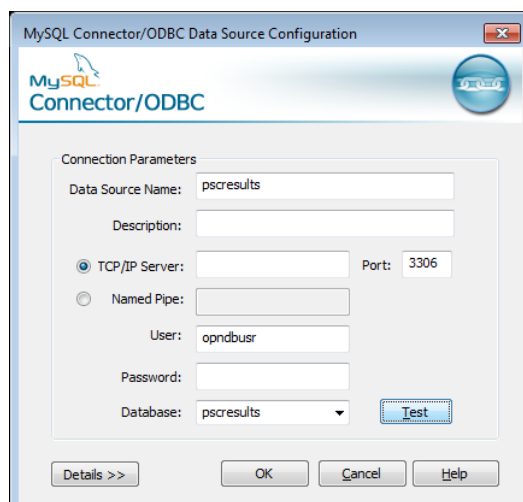 MySQL Connector/ODBC Data Source Configuration
MySQL
Connector/ODBC
Connection Parameters
Data Source Name: pscresults
Description:
TCP/IP Server: Port: 3306
Named Pipe:
User: opndbusr
Password:
Database: pscresults Test
Details >> OK Cancel Help